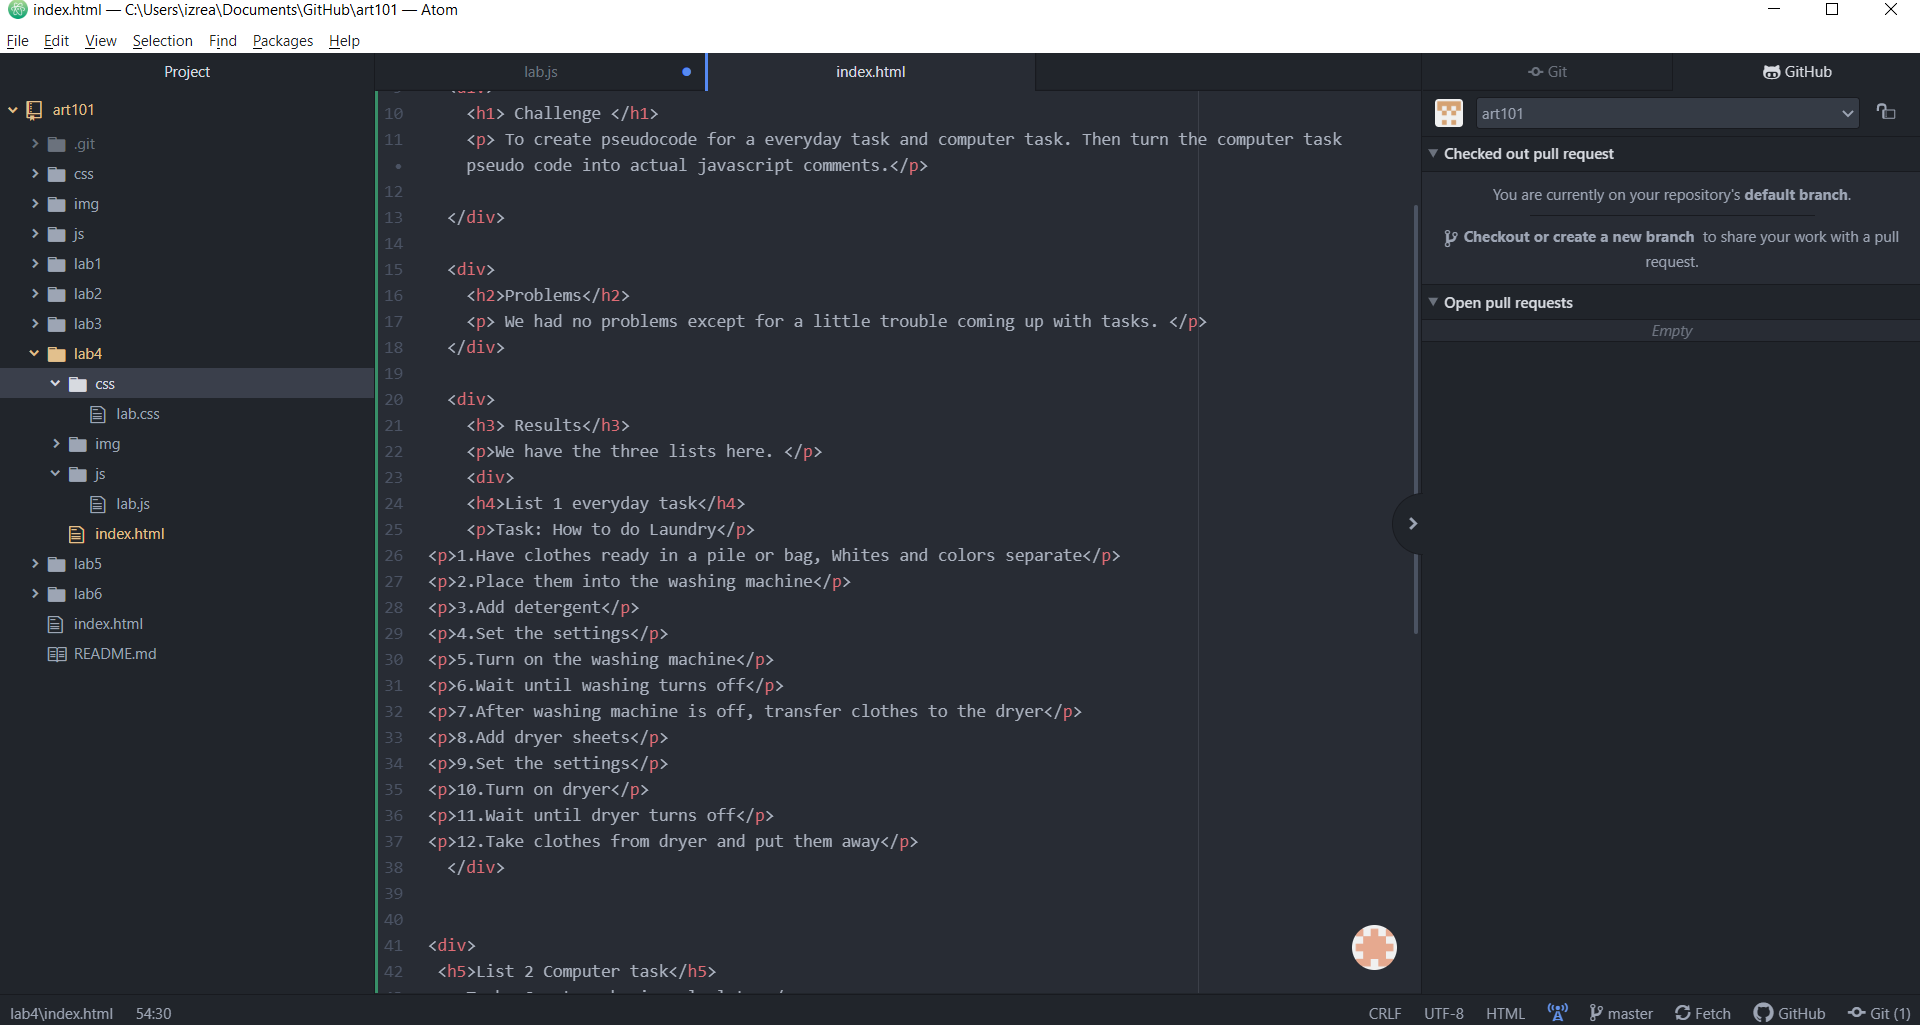 index.html — C:\Users\izrea\Documents\GitHub\art101 — Atom
File Edit View Selection Find Packages Help
Project
art101
.git
css
img
js
lab1
lab2
lab3
lab4
css
lab.css
img
js
lab.js
index.html
lab5
lab6
index.html
README.md
lab.js
index.html
10 <h1> Challenge </h1>
11 <p> To create pseudocode for a everyday task and computer task. Then turn the computer task
• pseudo code into actual javascript comments.</p>
12
13 </div>
14
15 <div>
16 <h2>Problems</h2>
17 <p> We had no problems except for a little trouble coming up with tasks. </p>
18 </div>
19
20 <div>
21 <h3> Results</h3>
22 <p>We have the three lists here. </p>
23 <div>
24 <h4>List 1 everyday task</h4>
25 <p>Task: How to do Laundry</p>
26 <p>1.Have clothes ready in a pile or bag, Whites and colors separate</p>
27 <p>2.Place them into the washing machine</p>
28 <p>3.Add detergent</p>
29 <p>4.Set the settings</p>
30 <p>5.Turn on the washing machine</p>
31 <p>6.Wait until washing turns off</p>
32 <p>7.After washing machine is off, transfer clothes to the dryer</p>
33 <p>8.Add dryer sheets</p>
34 <p>9.Set the settings</p>
35 <p>10.Turn on dryer</p>
36 <p>11.Wait until dryer turns off</p>
37 <p>12.Take clothes from dryer and put them away</p>
38 </div>
39
40
41 <div>
42 <h5>List 2 Computer task</h5>
Git
GitHub
art101
Checked out pull request
You are currently on your repository's default branch.
Checkout or create a new branch to share your work with a pull
request.
Open pull requests
Empty
lab4\index.html 54:30
CRLF UTF-8 HTML master Fetch GitHub Git (1)